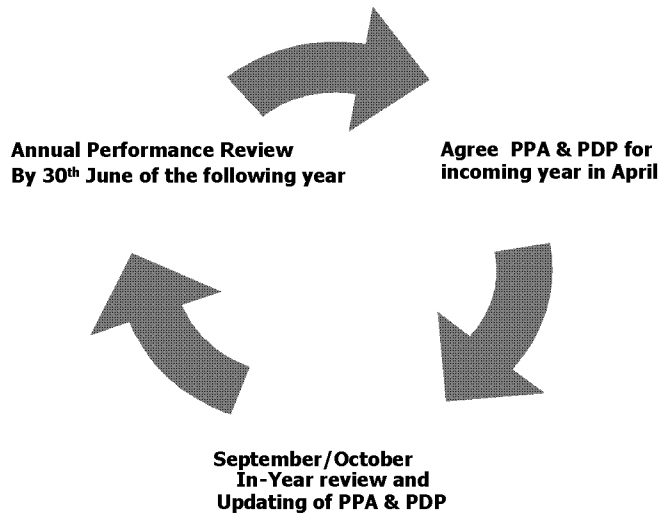 Annual Performance Review
By 30th June of the following year
Agree PPA & PDP for
incoming year in April
September/October
In-Year review and
Updating of PPA & PDP